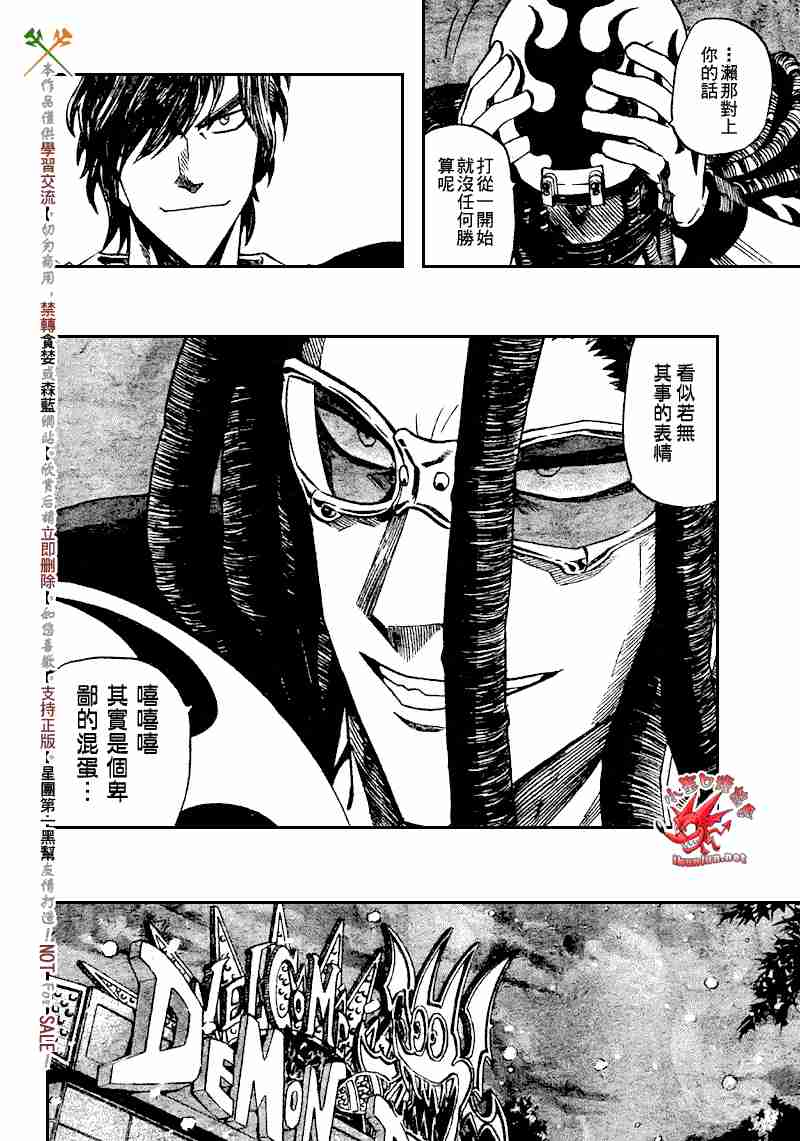 …瀨那對上
你的話
打從一開始
就沒任何勝
算呢
看似若無
其事的表情
嘻嘻嘻
其實是個卑
鄙的混蛋…
DIELCOME
DEMON
本作品僅供學習交流【切勿商用，禁轉貪婪或森藍網站】欣賞后請立即刪除。如您喜歡。支持正版【星團第一黑幫友情打造！NOT For SALE